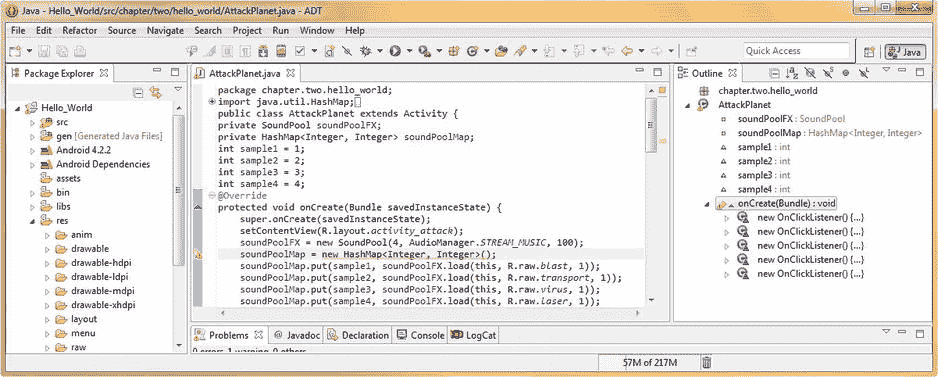 Java - Hello_World/src/chapter/two/hello_world/AttackPlanet.java - ADT
File Edit Refactor Source Navigate Search Project Run Window Help
Quick Access
Java
Package Explorer
Hello_World
src
gen [Generated Java Files]
Android 4.2.2
Android Dependencies
assets
bin
libs
res
anim
drawable
drawable-hdpi
drawable-ldpi
drawable-mdpi
drawable-xhdpi
layout
menu
raw
AttackPlanet.java
package chapter.two.hello_world;
import java.util.HashMap;
public class AttackPlanet extends Activity {
private SoundPool soundPoolFX;
private HashMap<Integer, Integer> soundPoolMap;
int sample1 = 1;
int sample2 = 2;
int sample3 = 3;
int sample4 = 4;
@Override
protected void onCreate(Bundle savedInstanceState) {
super.onCreate(savedInstanceState);
setContentView(R.layout.activity_attack);
soundPoolFX = new SoundPool(4, AudioManager.STREAM_MUSIC, 100);
soundPoolMap = new HashMap<Integer, Integer>();
soundPoolMap.put(sample1, soundPoolFX.load(this, R.raw.blast, 1));
soundPoolMap.put(sample2, soundPoolFX.load(this, R.raw.transport, 1));
soundPoolMap.put(sample3, soundPoolFX.load(this, R.raw.virus, 1));
soundPoolMap.put(sample4, soundPoolFX.load(this, R.raw.laser, 1));
Problems @ Javadoc Declaration Console LogCat
0 errors, 1 warning, 0 others
Outline
chapter.two.hello_world
AttackPlanet
soundPoolFX : SoundPool
soundPoolMap : HashMap<Integer, Integer>
sample1 : int
sample2 : int
sample3 : int
sample4 : int
onCreate(Bundle) : void
new OnClickListener() {...}
new OnClickListener() {...}
new OnClickListener() {...}
new OnClickListener() {...}
new OnClickListener() {...}
57M of 217M